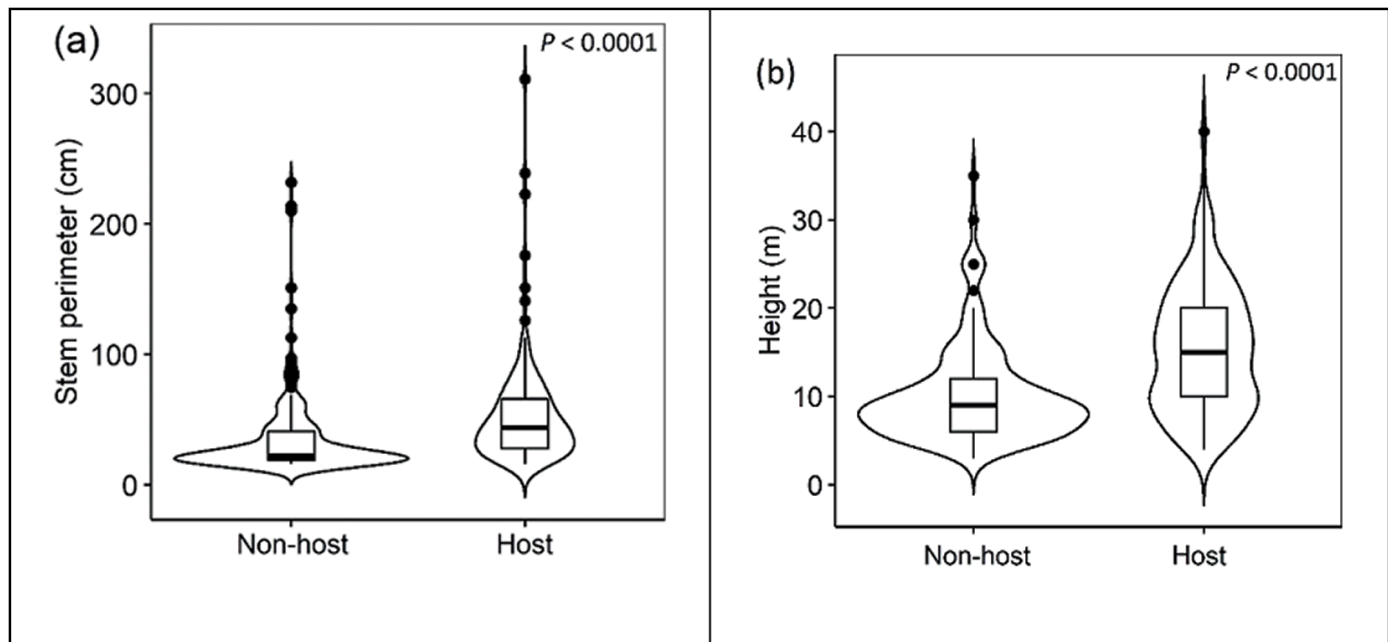 (a)
P < 0.0001
Stem perimeter (cm)
300
200
100
0
Non-host
Host
(b)
P < 0.0001
Height (m)
40
30
20
10
0
Non-host
Host